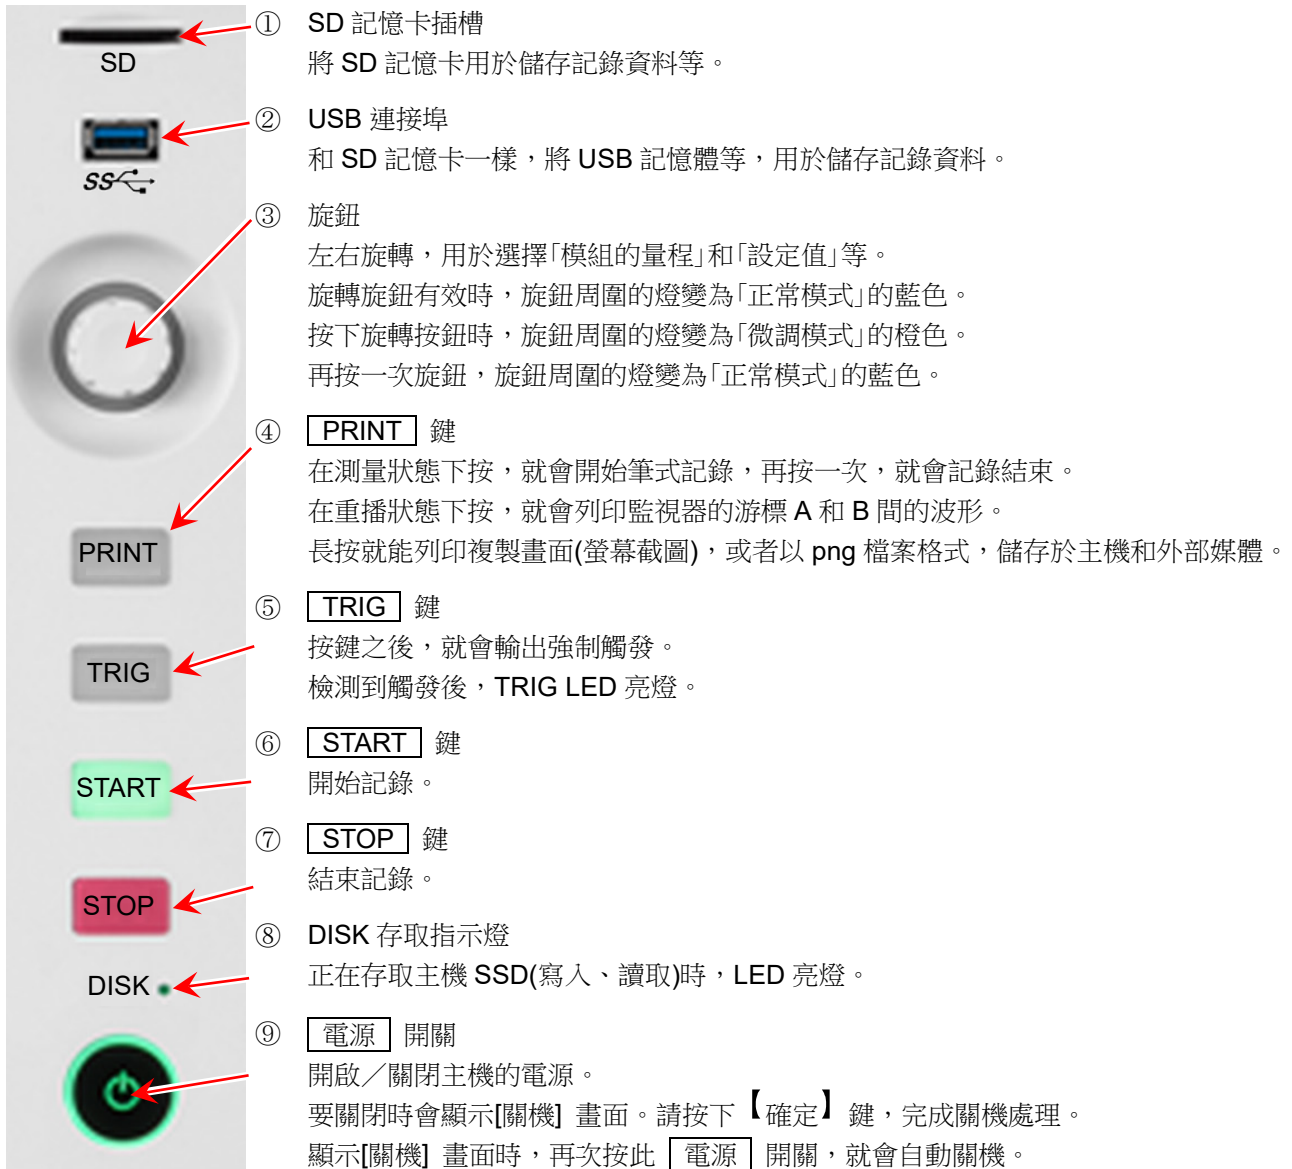 ① SD 記憶卡插槽
將 SD 記憶卡用於儲存記錄資料等。
SD
② USB 連接埠
和 SD 記憶卡一樣，將 USB 記憶體等，用於儲存記錄資料。
SS
③ 旋鈕
左右旋轉，用於選擇「模組的量程」和「設定值」等。
旋轉旋鈕有效時，旋鈕周圍的燈變為「正常模式」的藍色。
按下旋轉按鈕時，旋鈕周圍的燈變為「微調模式」的橙色。
再按一次旋鈕，旋鈕周圍的燈變為「正常模式」的藍色。
④ PRINT 鍵
在測量狀態下按，就會開始筆式記錄，再按一次，就會記錄結束。
在重播狀態下按，就會列印監視器的游標 A 和 B 間的波形。
長按就能列印複製畫面(螢幕截圖)，或者以 png 檔案格式，儲存於主機和外部媒體。
PRINT
⑤ TRIG 鍵
按鍵之後，就會輸出強制觸發。
檢測到觸發後，TRIG LED 亮燈。
TRIG
⑥ START 鍵
開始記錄。
START
⑦ STOP 鍵
結束記錄。
STOP
⑧ DISK 存取指示燈
正在存取主機 SSD(寫入、讀取)時，LED 亮燈。
DISK
⑨ 電源 開關
開啟／關閉主機的電源。
要關閉時會顯示[關機] 畫面。請按下【確定】 鍵，完成關機處理。
顯示[關機] 畫面時，再次按此 電源 開關，就會自動關機。